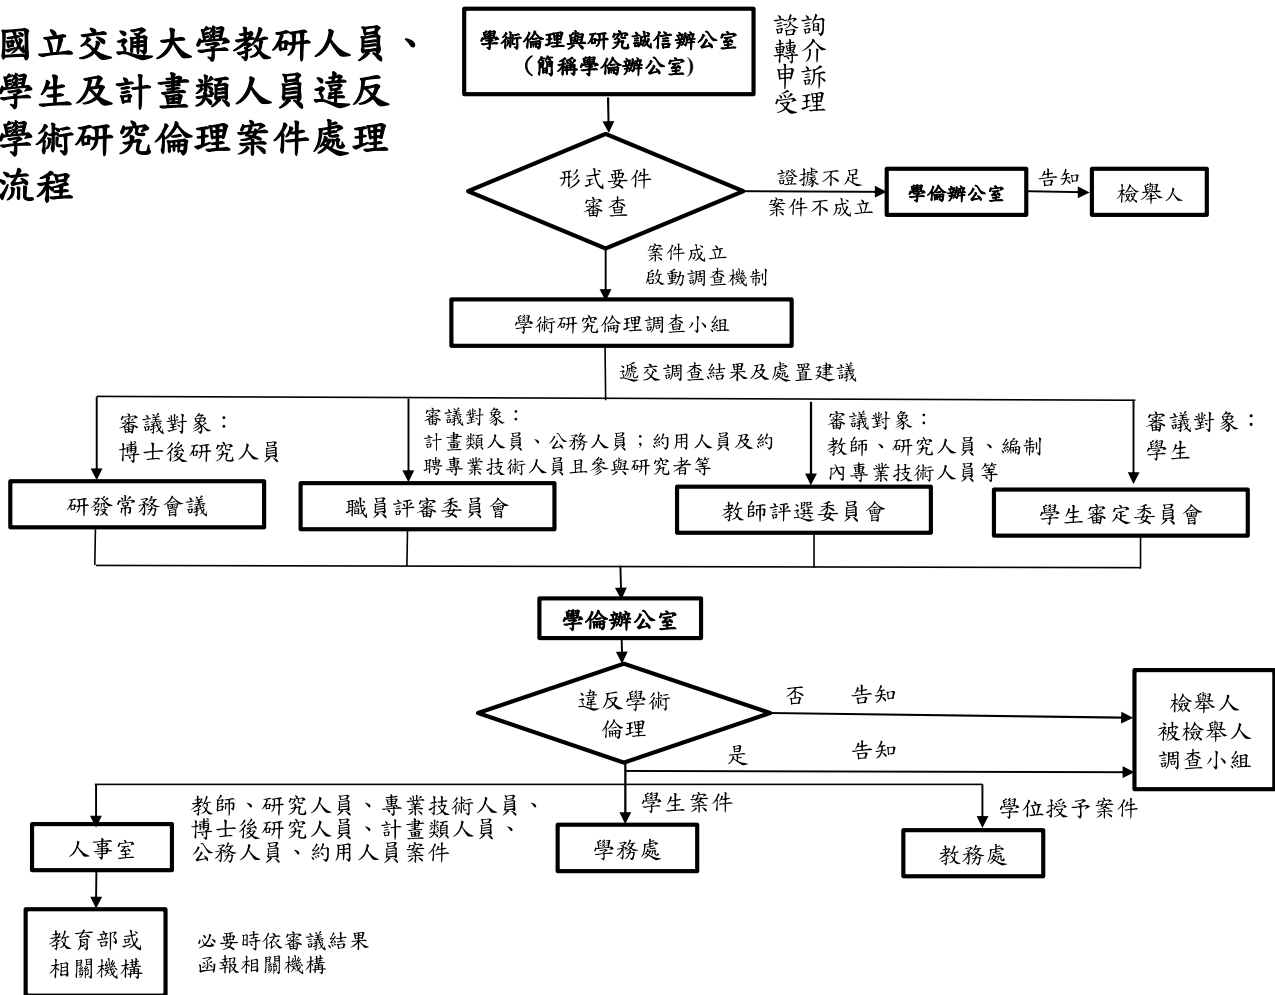 國立交通大學教研人員、
學生及計畫類人員違反
學術研究倫理案件處理
流程
學術倫理與研究誠信辦公室
(簡稱學倫辦公室)
諮詢
轉介
申訴
受理
形式要件
審查
證據不足
案件不成立
學倫辦公室
告知
檢舉人
案件成立
啟動調查機制
學術研究倫理調查小組
遞交調查結果及處置建議
審議對象：
博士後研究人員
審議對象：
計畫類人員、公務人員；約用人員及約
聘專業技術人員且參與研究者等
審議對象：
教師、研究人員、編制
內專業技術人員等
審議對象：
學生
研發常務會議
職員評審委員會
教師評選委員會
學生審定委員會
學倫辦公室
違反學術
倫理
否 告知
是 告知
檢舉人
被檢舉人
調查小組
教師、研究人員、專業技術人員、
博士後研究人員、計畫類人員、
公務人員、約用人員案件
學生案件
學位授予案件
人事室
學務處
教務處
教育部或
相關機構
必要時依審議結果
函報相關機構